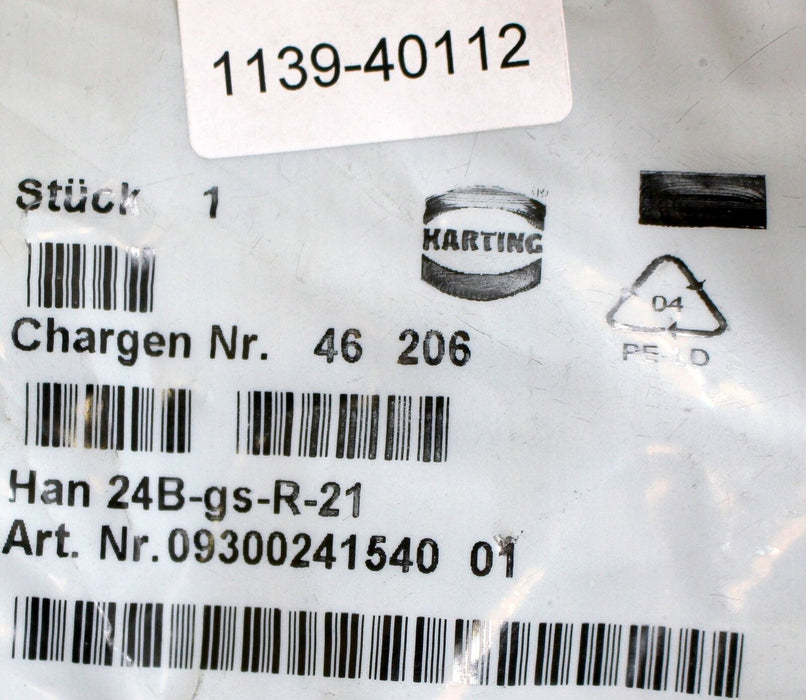 1139-40112
Stück 1
HARTING
04
PE-LD
Chargen Nr. 46 206
Han 24B-gs-R-21
Art. Nr. 09300241540 01